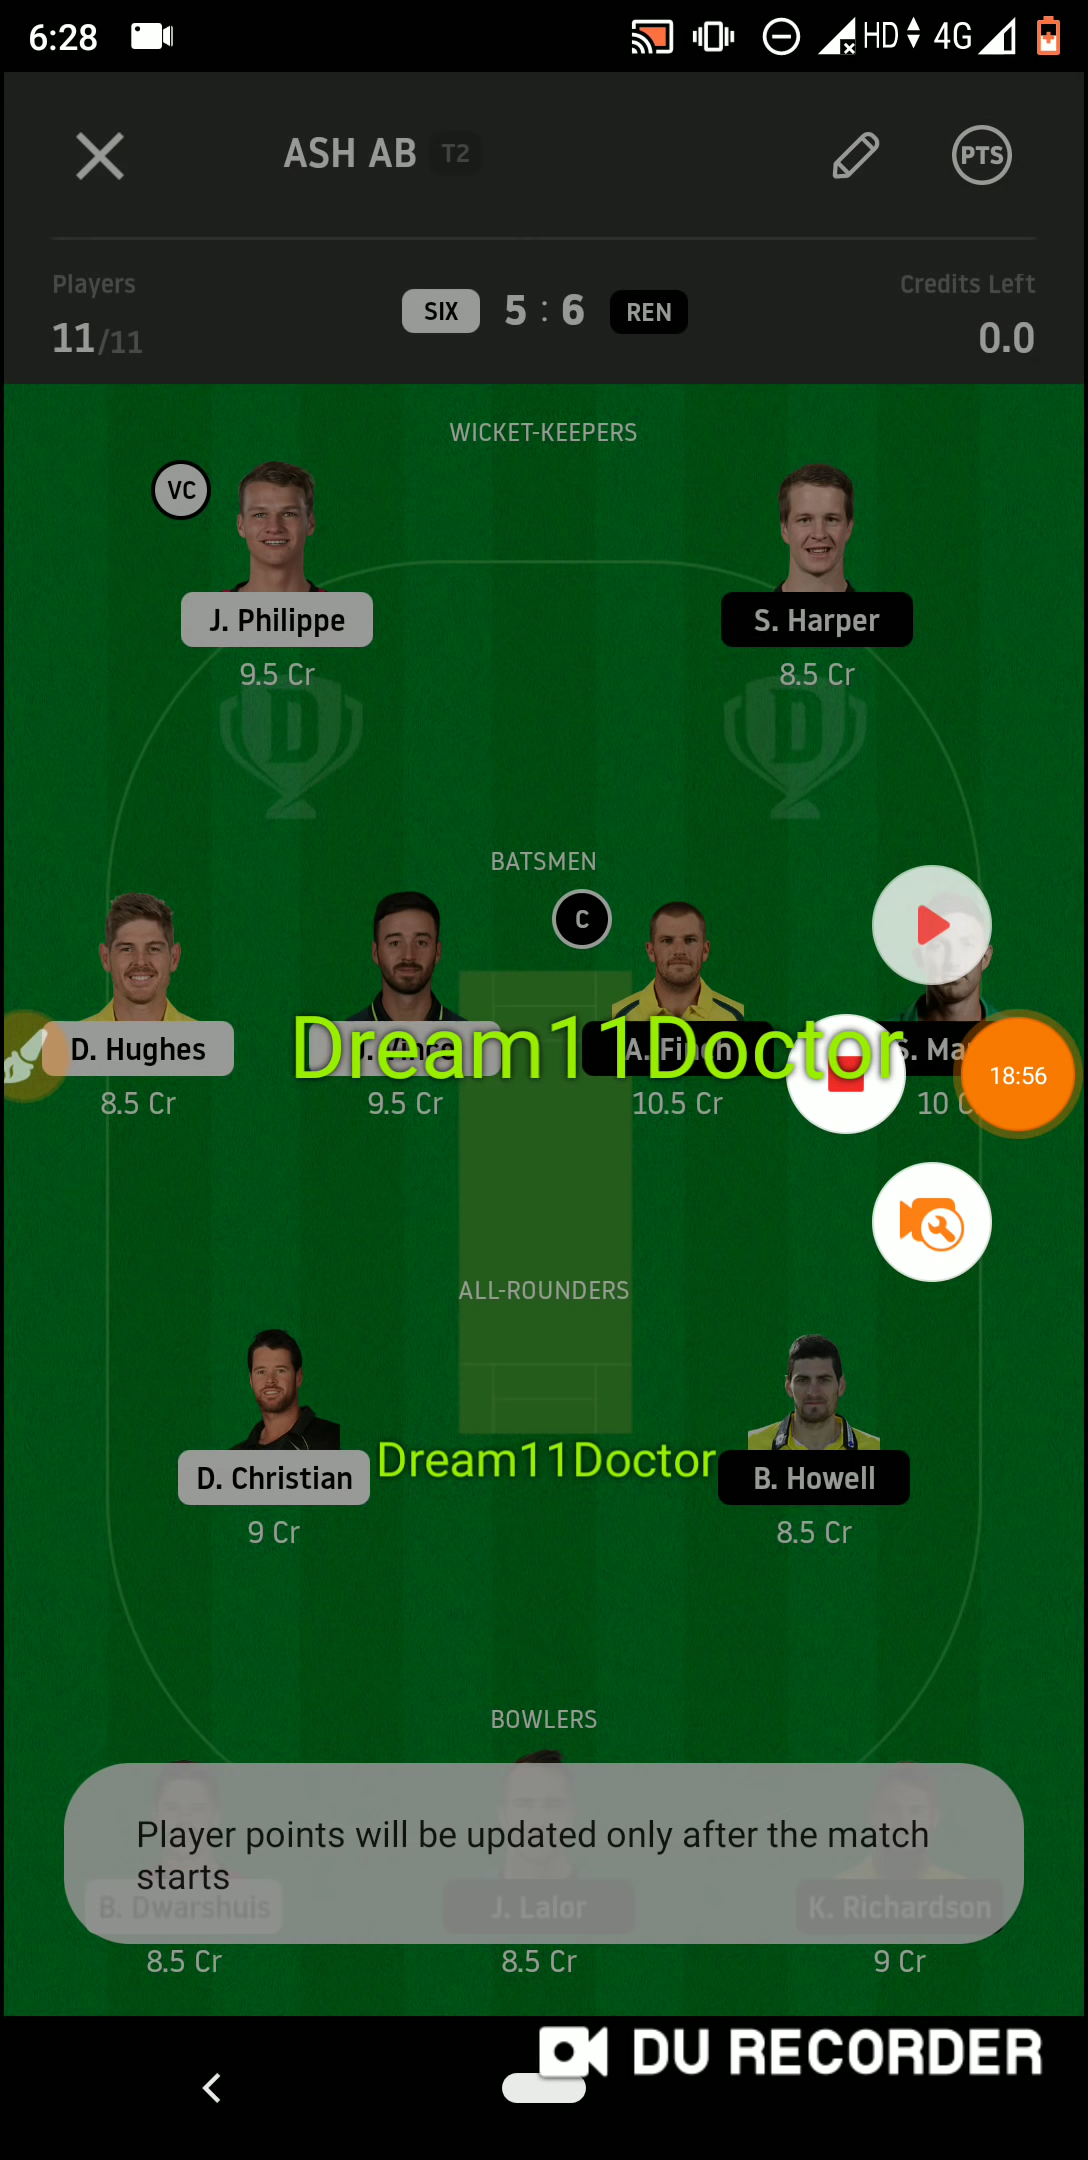 6:28 HD 4G
ASH AB T2 PTS
Players Credits Left
11/11 SIX 5 : 6 REN 0.0
WICKET-KEEPERS
VC
J. Philippe S. Harper
9.5 Cr 8.5 Cr
BATSMEN
C
D. Hughes J. Vince A. Finch S. Ma
Dream11Doctor
18:56
8.5 Cr 9.5 Cr 10.5 Cr 10 C
ALL-ROUNDERS
Dream11Doctor
D. Christian B. Howell
9 Cr 8.5 Cr
BOWLERS
Player points will be updated only after the match
starts
B. Dwarshuis J. Lalor K. Richardson
8.5 Cr 8.5 Cr 9 Cr
DU RECORDER